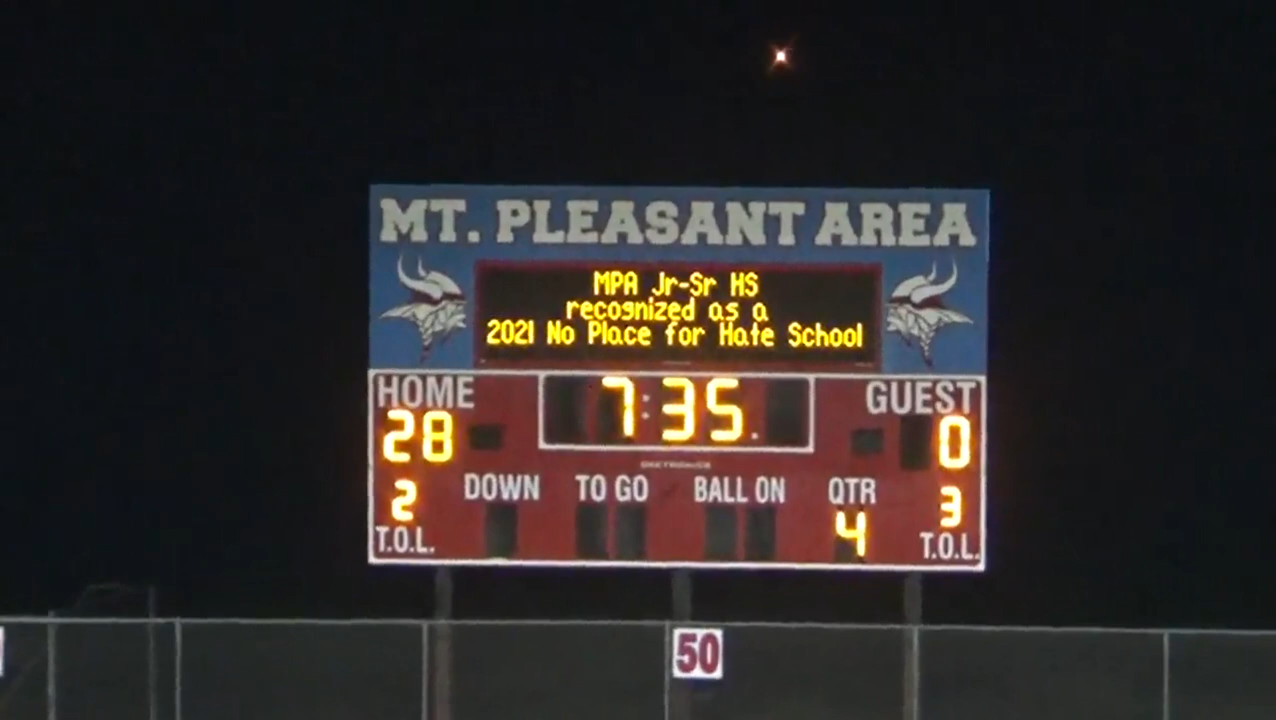 MT. PLEASANT AREA
MPA Jr-Sr HS
recognized as a
2021 No Place for Hate School
HOME 7:35 GUEST
28 0
DOWN TO GO BALL ON QTR
2 4 3
T.O.L. T.O.L.
50